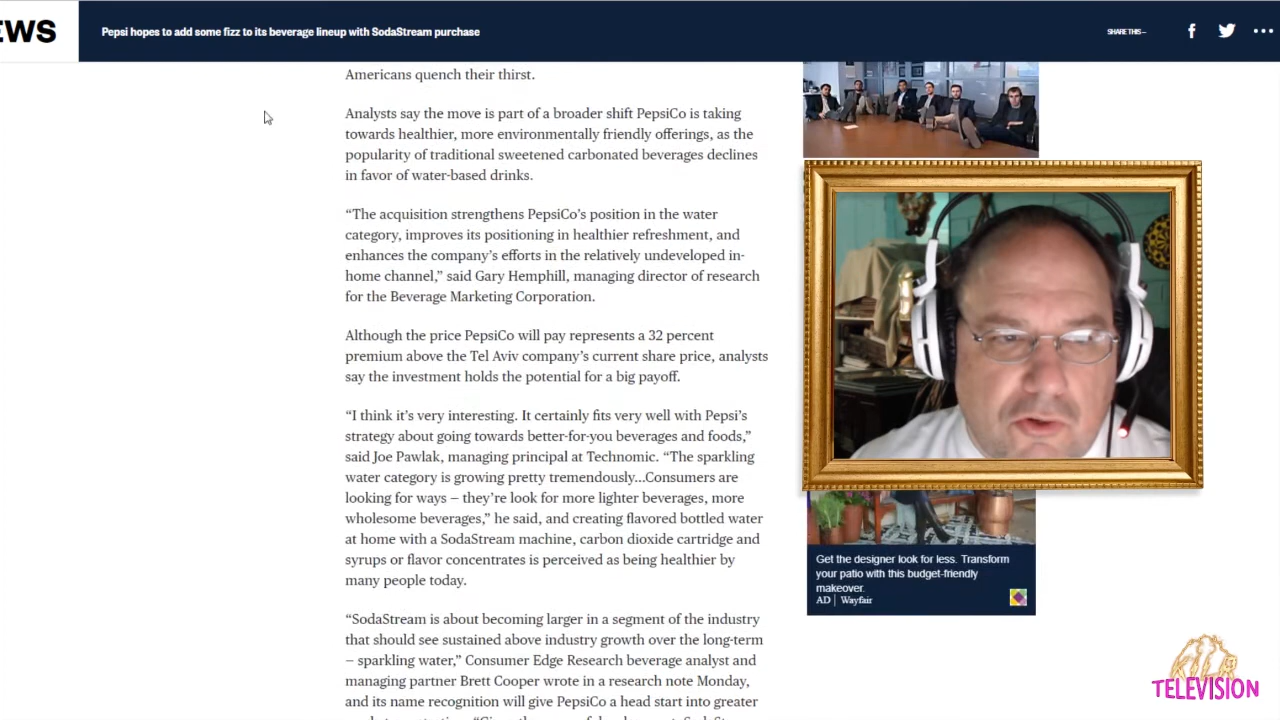 EWS
Pepsi hopes to add some fizz to its beverage lineup with SodaStream purchase
SHARE THIS —
Americans quench their thirst.
Analysts say the move is part of a broader shift PepsiCo is taking
towards healthier, more environmentally friendly offerings, as the
popularity of traditional sweetened carbonated beverages declines
in favor of water-based drinks.
“The acquisition strengthens PepsiCo’s position in the water
category, improves its positioning in healthier refreshment, and
enhances the company’s efforts in the relatively undeveloped in-
home channel,” said Gary Hemphill, managing director of research
for the Beverage Marketing Corporation.
Although the price PepsiCo will pay represents a 32 percent
premium above the Tel Aviv company’s current share price, analysts
say the investment holds the potential for a big payoff.
“I think it’s very interesting. It certainly fits very well with Pepsi’s
strategy about going towards better-for-you beverages and foods,”
said Joe Pawlak, managing principal at Technomic. “The sparkling
water category is growing pretty tremendously...Consumers are
looking for ways — they’re look for more lighter beverages, more
wholesome beverages,” he said, and creating flavored bottled water
at home with a SodaStream machine, carbon dioxide cartridge and
syrups or flavor concentrates is perceived as being healthier by
many people today.
“SodaStream is about becoming larger in a segment of the industry
that should see sustained above industry growth over the long-term
— sparkling water,” Consumer Edge Research beverage analyst and
managing partner Brett Cooper wrote in a research note Monday,
and its name recognition will give PepsiCo a head start into greater
Get the designer look for less. Transform
your patio with this budget-friendly
makeover.
AD | Wayfair
TELEVISION